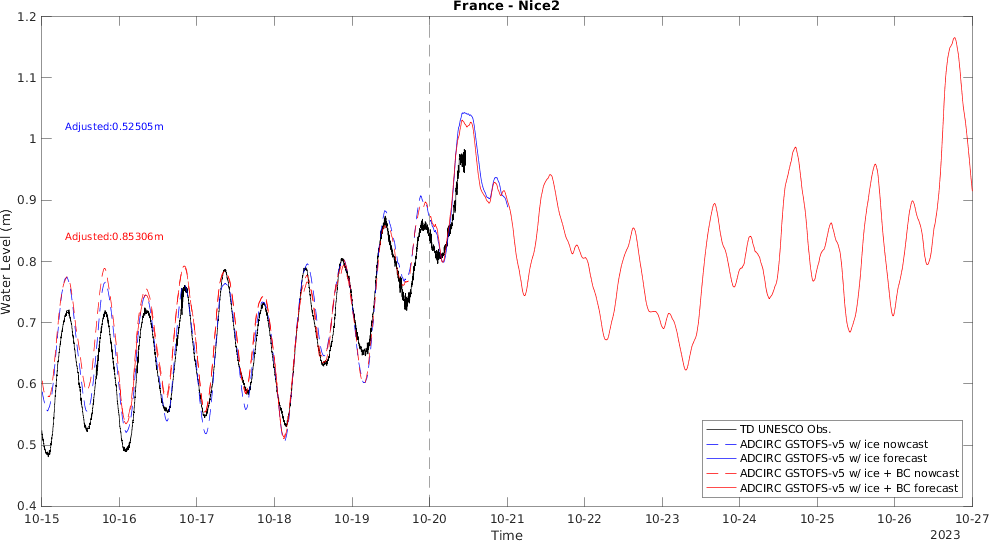 France - Nice2
1.2
1.1
1
0.9
0.8
0.7
0.6
0.5
0.4
Water Level (m)
Adjusted:0.52505m
Adjusted:0.85306m
TD UNESCO Obs.
ADCIRC GSTOFS-v5 w/ ice nowcast
ADCIRC GSTOFS-v5 w/ ice forecast
ADCIRC GSTOFS-v5 w/ ice + BC nowcast
ADCIRC GSTOFS-v5 w/ ice + BC forecast
10-15 10-16 10-17 10-18 10-19 10-20 10-21 10-22 10-23 10-24 10-25 10-26 10-27
Time
2023